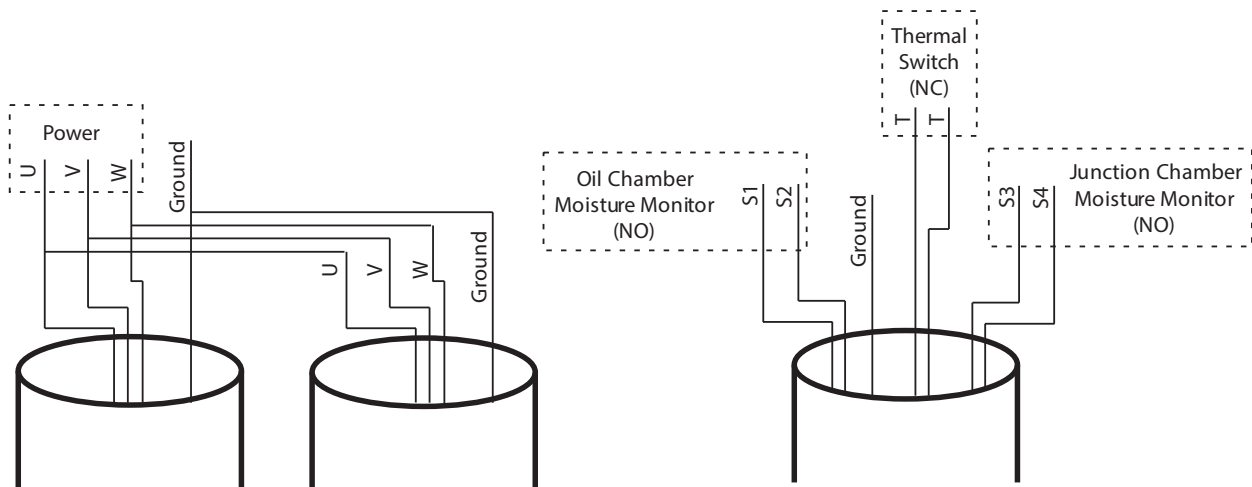 Power
U
V
W
Ground
U
V
W
Ground
Oil Chamber
Moisture Monitor
(NO)
S1
S2
Ground
Thermal
Switch
(NC)
T
T
Junction Chamber
Moisture Monitor
(NO)
S3
S4